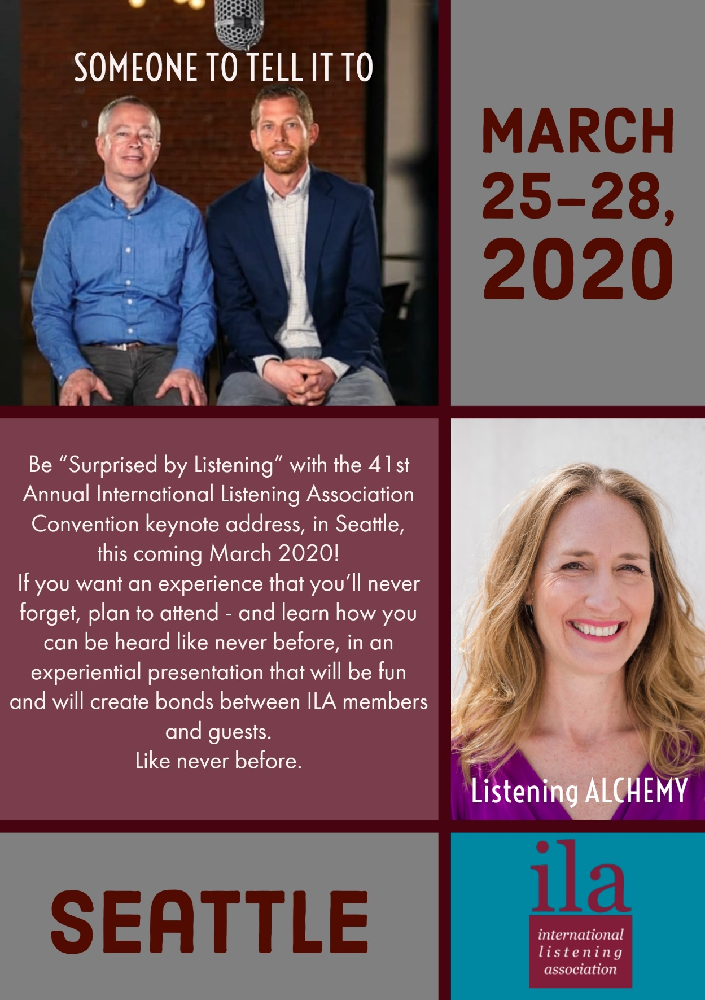 SOMEONE TO TELL IT TO
MARCH
25–28,
2020
Be “Surprised by Listening” with the 41st
Annual International Listening Association
Convention keynote address, in Seattle,
this coming March 2020!
If you want an experience that you’ll never
forget, plan to attend - and learn how you
can be heard like never before, in an
experiential presentation that will be fun
and will create bonds between ILA members
and guests.
Like never before.
Listening ALCHEMY
SEATTLE
ila
international
listening
association